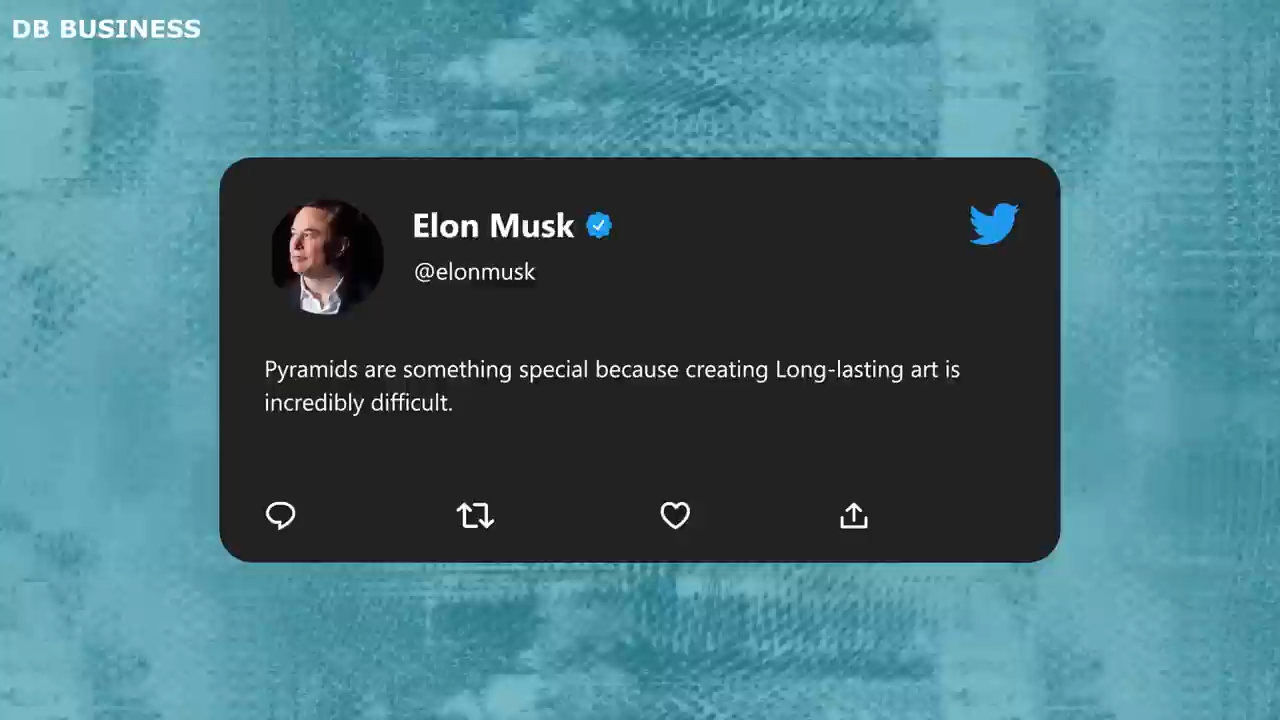 DB BUSINESS
Elon Musk
@elonmusk
Pyramids are something special because creating Long-lasting art is
incredibly difficult.